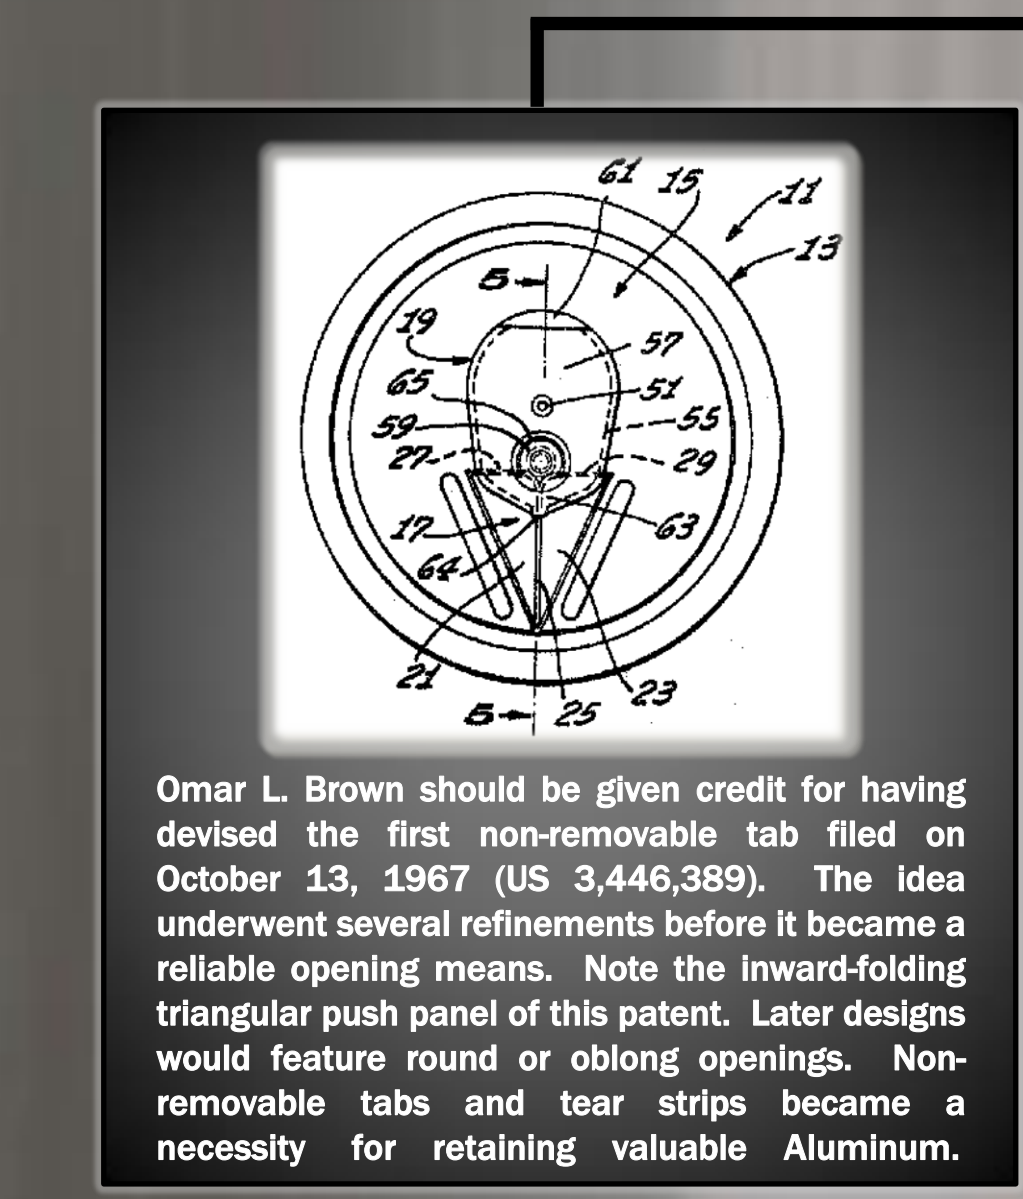 61 15 11
13
5
19
57
65
51
59
55
27 29
17
63
64
21
23
5 25
Omar L. Brown should be given credit for having
devised the first non-removable tab filed on
October 13, 1967 (US 3,446,389). The idea
underwent several refinements before it became a
reliable opening means. Note the inward-folding
triangular push panel of this patent. Later designs
would feature round or oblong openings. Non-
removable tabs and tear strips became a
necessity for retaining valuable Aluminum.